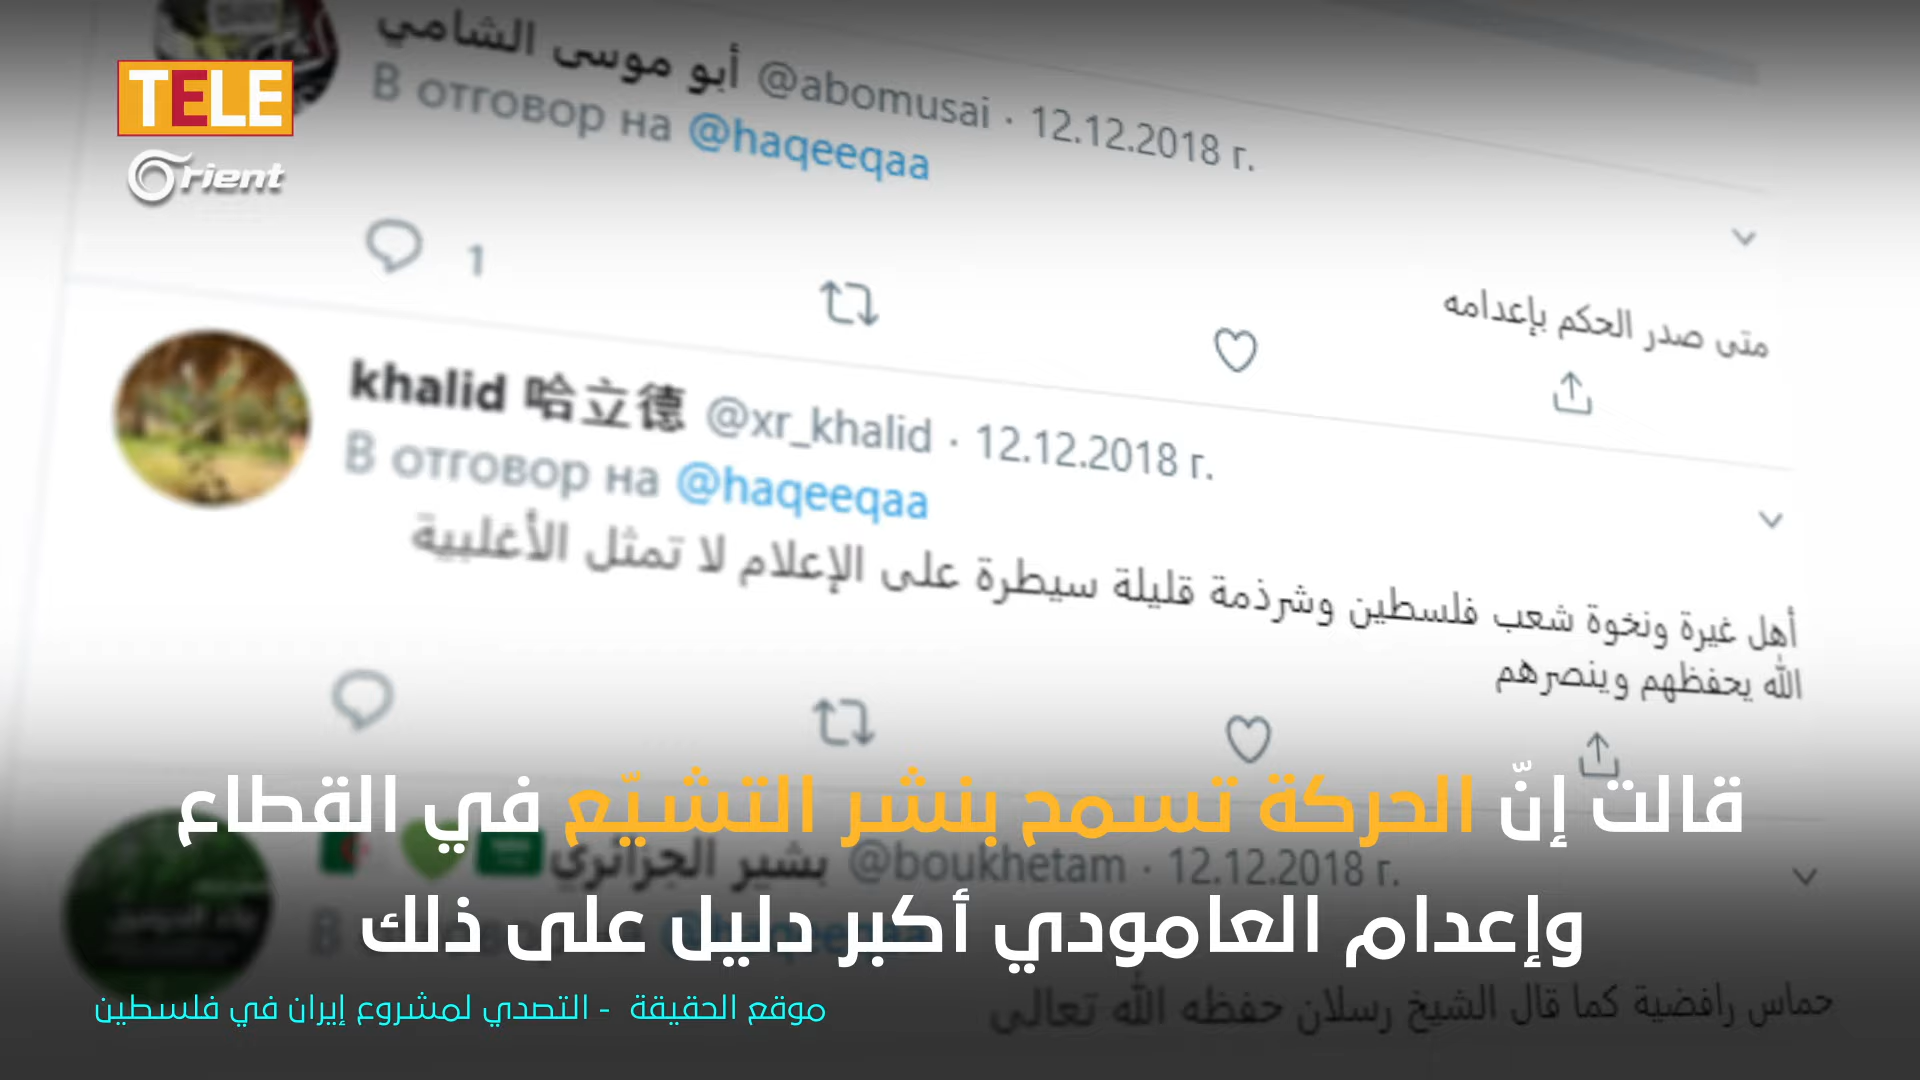 TELE
Orient
أبو موسى الشامي @abomusai · 12.12.2018 г.
В отговор на @haqeeqaa
متى صدر الحكم بإعدامه
1
khalid 哈立德 @xr_khalid · 12.12.2018 г.
В отговор на @haqeeqaa
أهل غيرة ونخوة شعب فلسطين وشرذمة قليلة سيطرة على الإعلام لا تمثل الأغلبية
الله يحفظهم وينصرهم
قالت إنّ الحركة تسمح بنشر التشيّع في القطاع
بشير الجزائري @boukhetam · 12.12.2018 г.
وإعدام العامودي أكبر دليل على ذلك
حماس رافضية كما قال الشيخ رسلان حفظه الله تعالى
موقع الحقيقة - التصدي لمشروع إيران في فلسطين